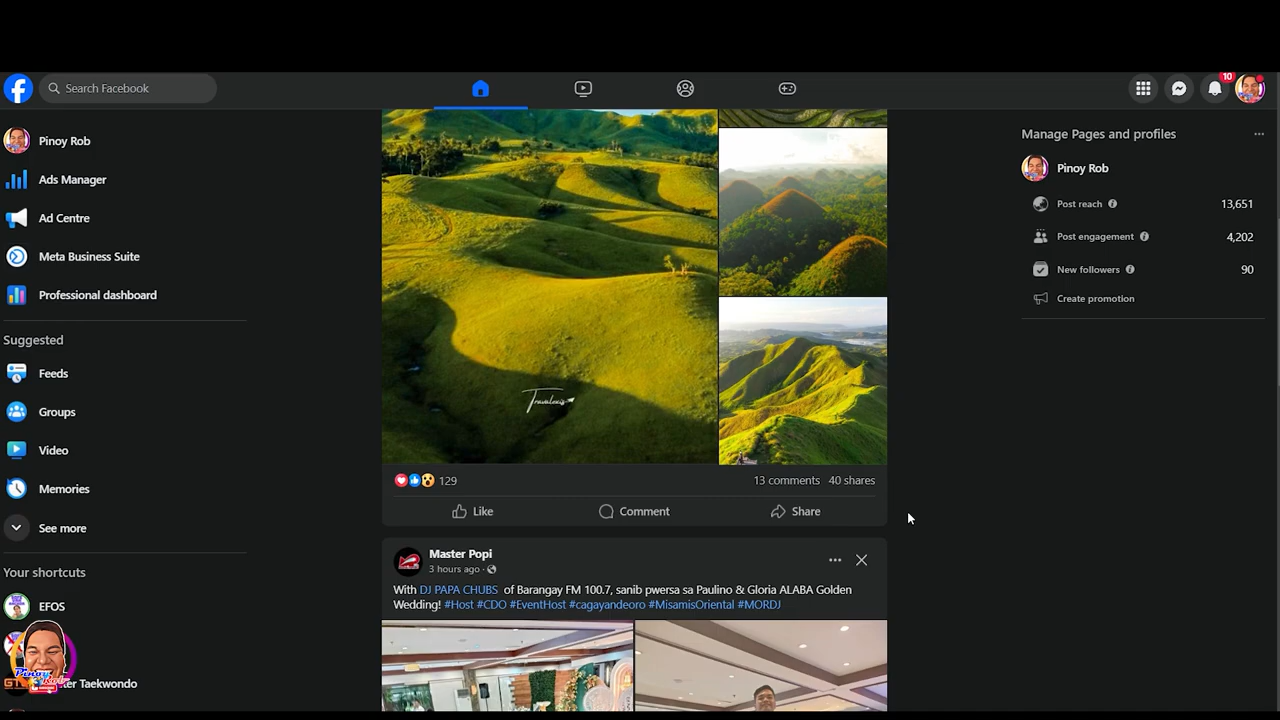 Search Facebook
10
Pinoy Rob
Ads Manager
Ad Centre
Meta Business Suite
Professional dashboard
Suggested
Feeds
Groups
Video
Memories
See more
Your shortcuts
EFOS
Taekwondo
Pinoy
Travalexis
129
13 comments 40 shares
Like
Comment
Share
Master Popi
3 hours ago
With DJ PAPA CHUBS of Barangay FM 100.7, sanib pwersa sa Paulino & Gloria ALABA Golden
Wedding! #Host #CDO #EventHost #cagayandeoro #MisamisOriental #MORDJ
Manage Pages and profiles
Pinoy Rob
Post reach 13,651
Post engagement 4,202
New followers 90
Create promotion